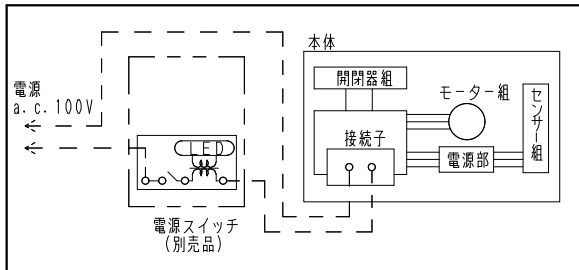 本体
開閉器組
電源
a.c.100V
モーター組
センサー組
LED
接続子
電源部
電源スイッチ
(別売品)